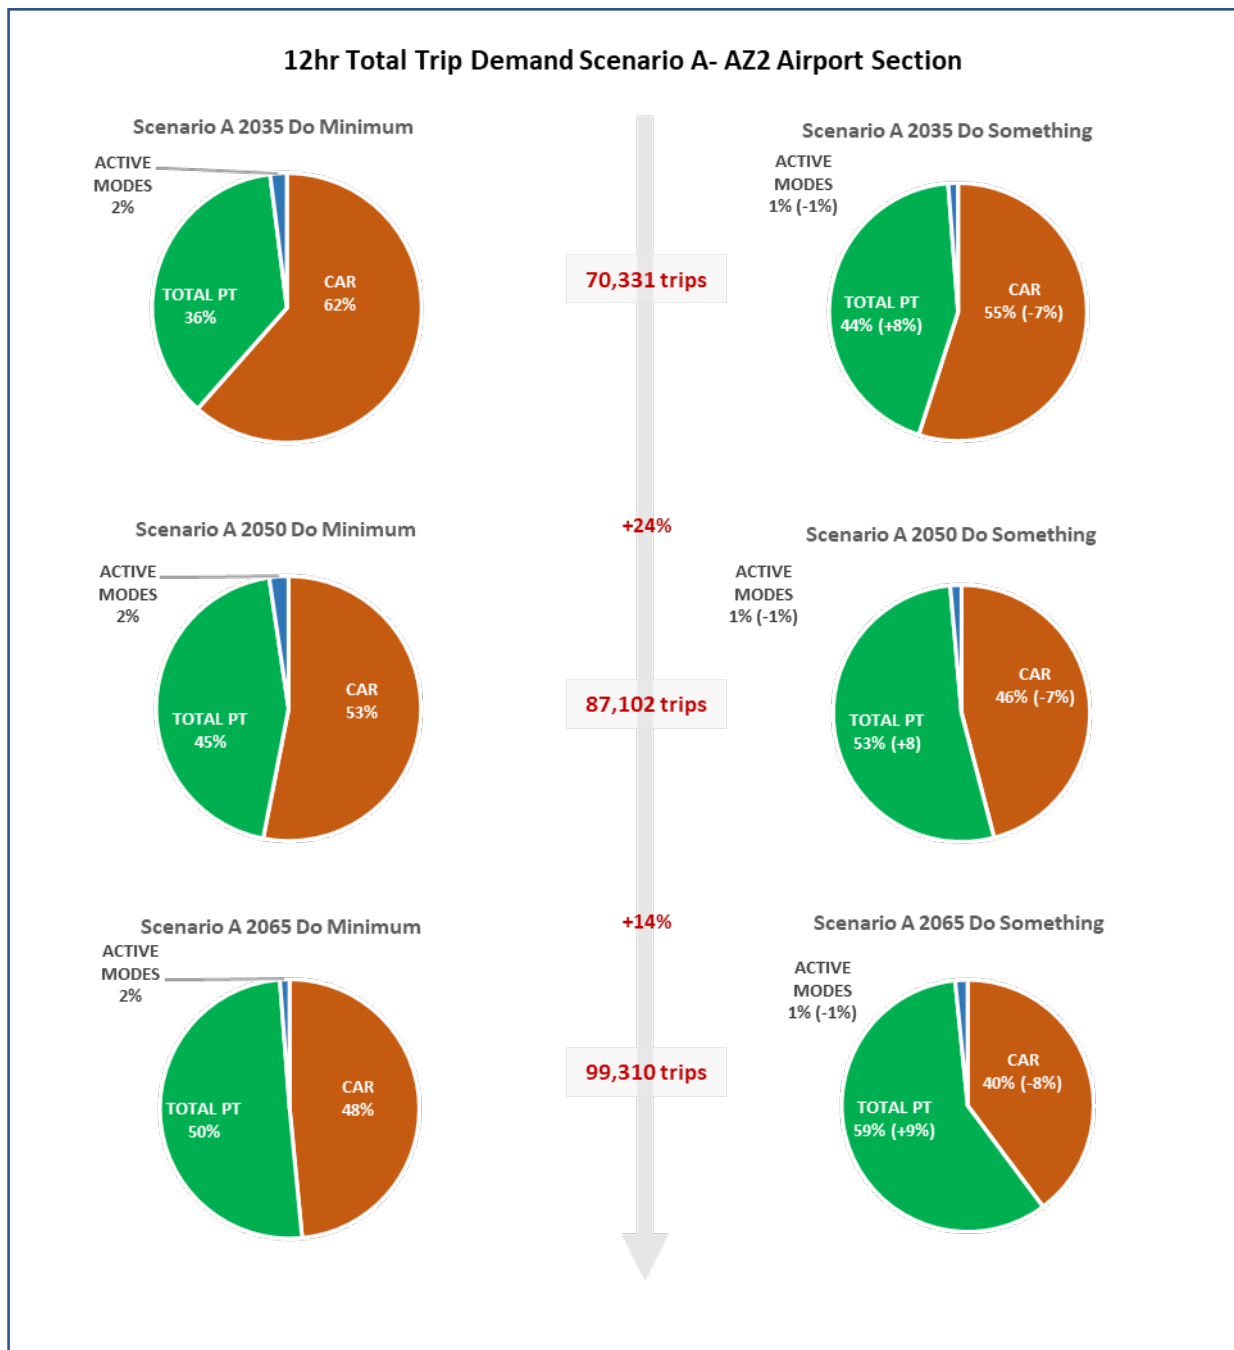 12hr Total Trip Demand Scenario A- AZ2 Airport Section
Scenario A 2035 Do Minimum
ACTIVE
MODES
2%
TOTAL PT
36%
CAR
62%
70,331 trips
Scenario A 2035 Do Something
ACTIVE
MODES
1% (-1%)
TOTAL PT
44% (+8%)
CAR
55% (-7%)
+24%
Scenario A 2050 Do Minimum
ACTIVE
MODES
2%
TOTAL PT
45%
CAR
53%
87,102 trips
Scenario A 2050 Do Something
ACTIVE
MODES
1% (-1%)
TOTAL PT
53% (+8)
CAR
46% (-7%)
+14%
Scenario A 2065 Do Minimum
ACTIVE
MODES
2%
TOTAL PT
50%
CAR
48%
99,310 trips
Scenario A 2065 Do Something
ACTIVE
MODES
1% (-1%)
TOTAL PT
59% (+9%)
CAR
40% (-8%)